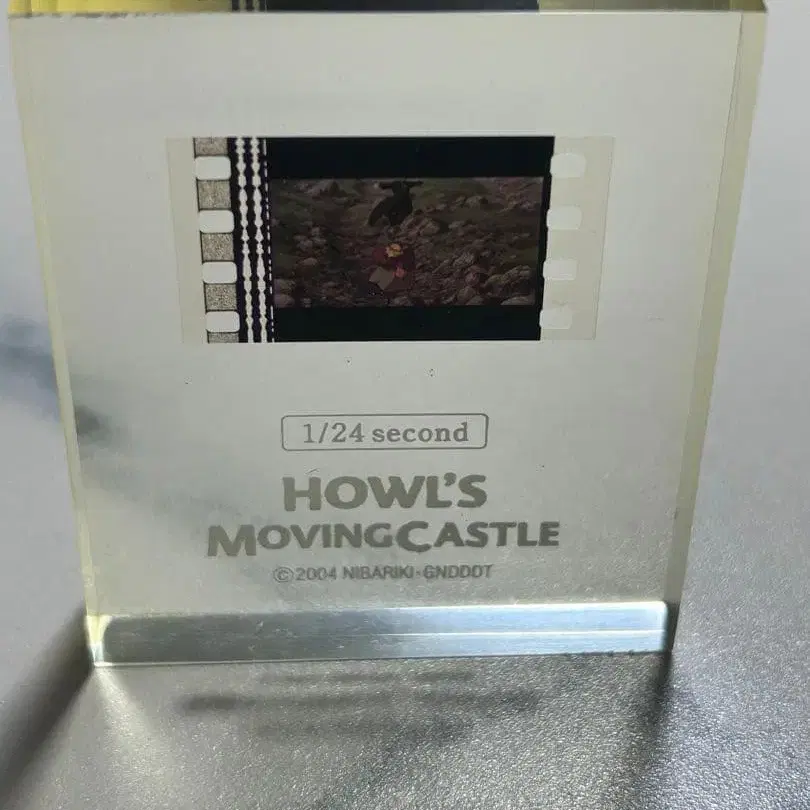 1/24 second
HOWL'S
MOVINGCASTLE
©2004 NIBARIKI·GNDDDT